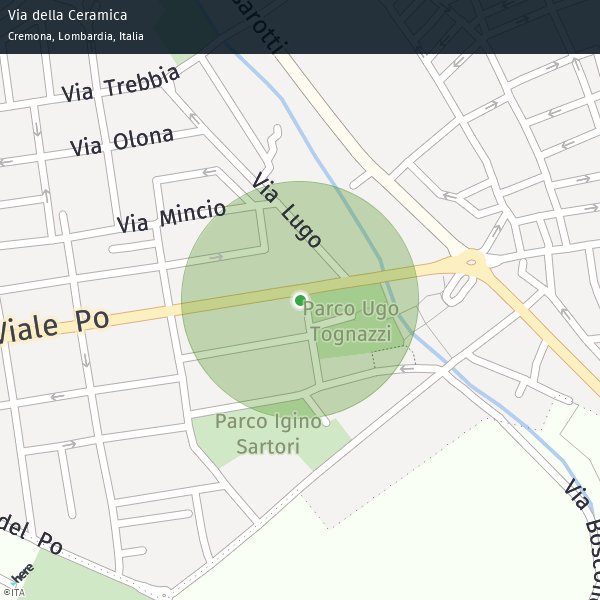 Via della Ceramica
Cremona, Lombardia, Italia
arotti
Via Trebbia
Via Olona
Via Lugo
Via Mincio
Parco Ugo
Tognazzi
Viale Po
Parco Igino
Sartori
del Po
Via Boscon
here
©ITA